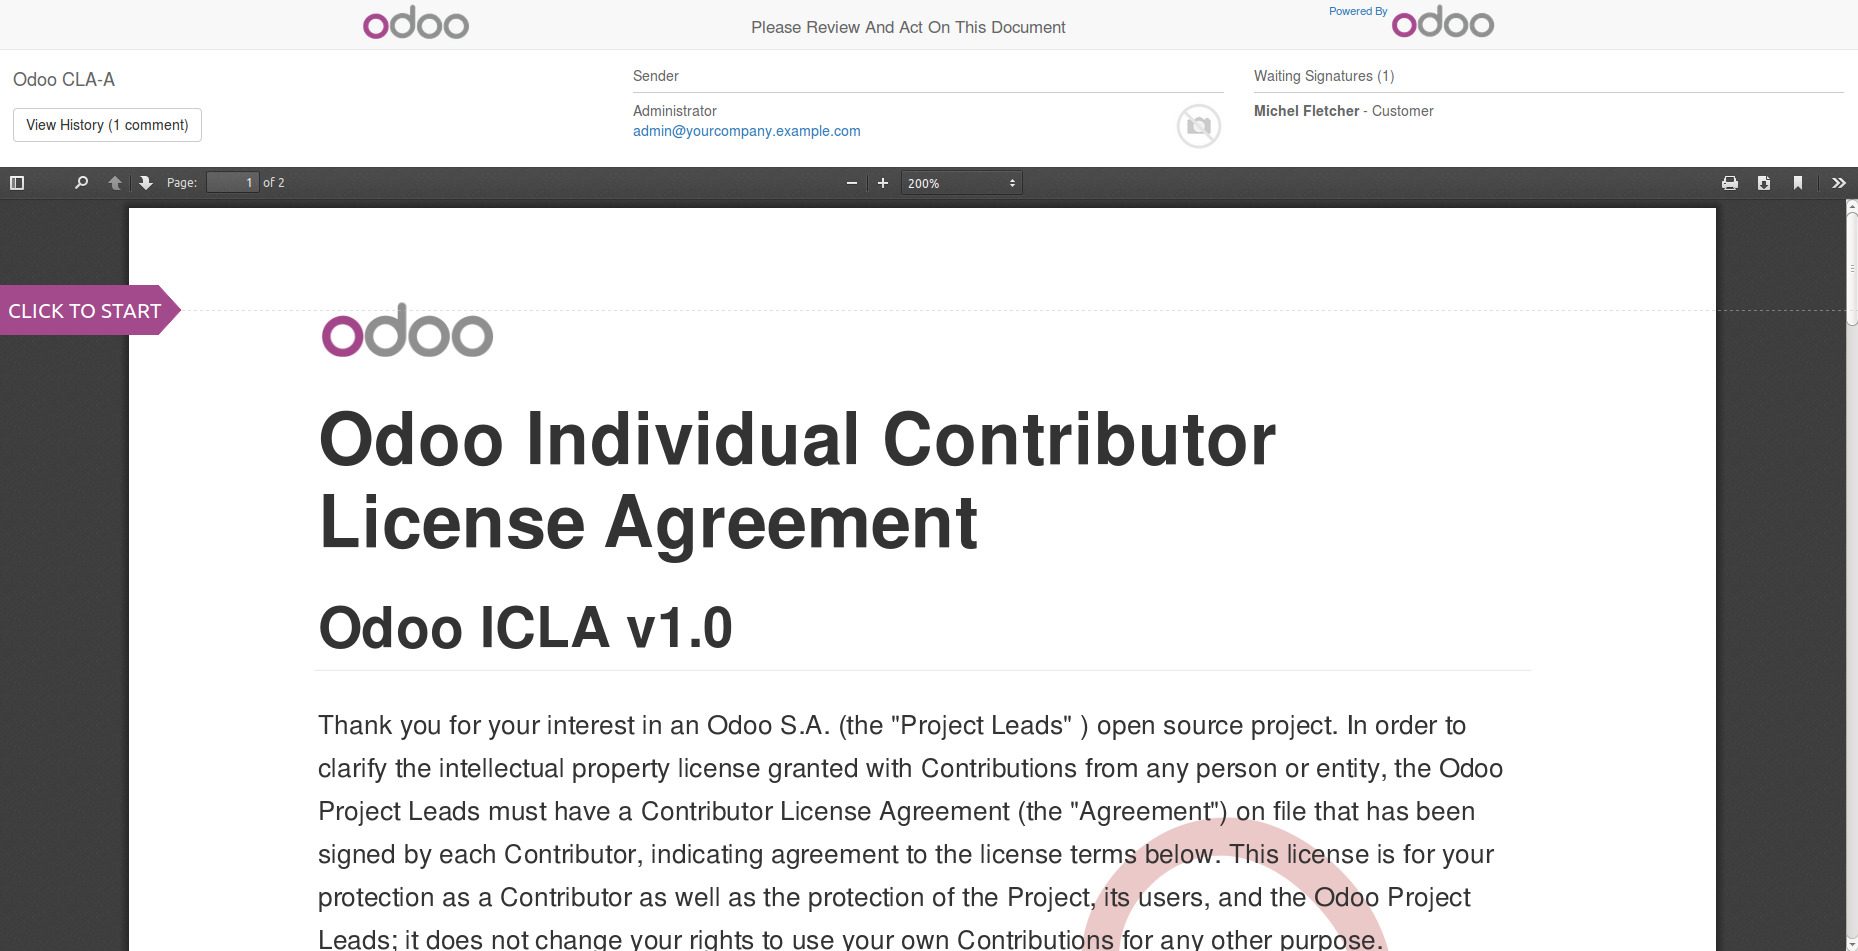 odoo
Please Review And Act On This Document
Powered By odoo
Odoo CLA-A
View History (1 comment)
Sender
Administrator
admin@yourcompany.example.com
Waiting Signatures (1)
Michel Fletcher - Customer
Page: 1 of 2
200%
CLICK TO START
odoo
Odoo Individual Contributor
License Agreement
Odoo ICLA v1.0
Thank you for your interest in an Odoo S.A. (the "Project Leads" ) open source project. In order to
clarify the intellectual property license granted with Contributions from any person or entity, the Odoo
Project Leads must have a Contributor License Agreement (the "Agreement") on file that has been
signed by each Contributor, indicating agreement to the license terms below. This license is for your
protection as a Contributor as well as the protection of the Project, its users, and the Odoo Project
Leads; it does not change your rights to use your own Contributions for any other purpose.